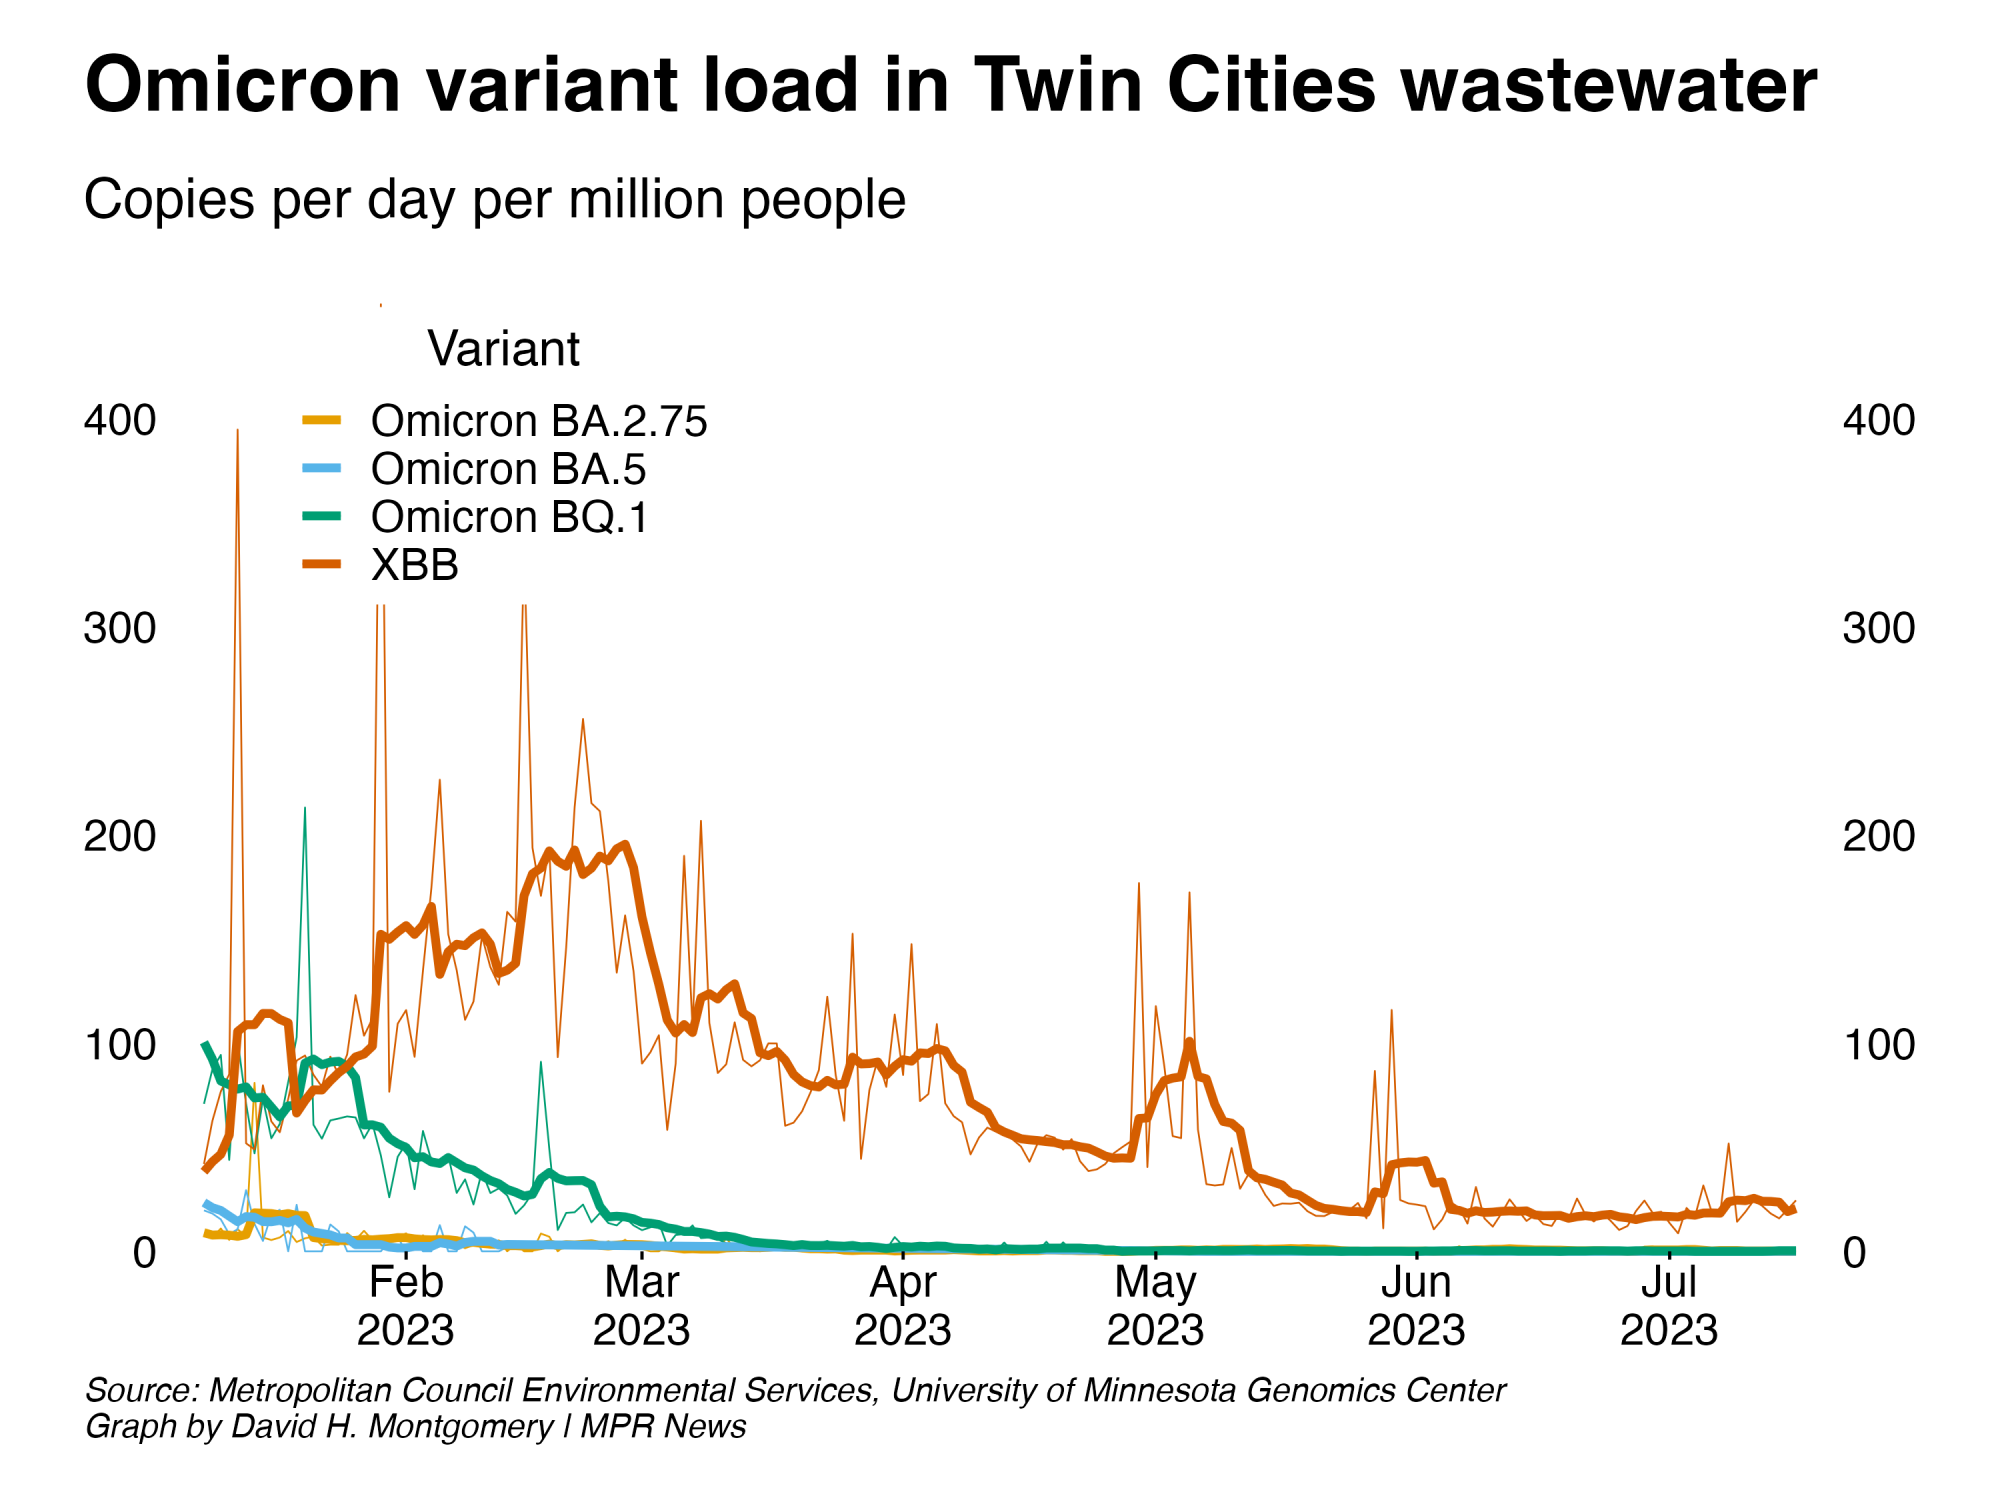 Omicron variant load in Twin Cities wastewater
Copies per day per million people
Variant
Omicron BA.2.75
Omicron BA.5
Omicron BQ.1
XBB
400 400
300 300
200 200
100 100
0 0
Feb Mar Apr May Jun Jul
2023 2023 2023 2023 2023 2023
Source: Metropolitan Council Environmental Services, University of Minnesota Genomics Center
Graph by David H. Montgomery | MPR News